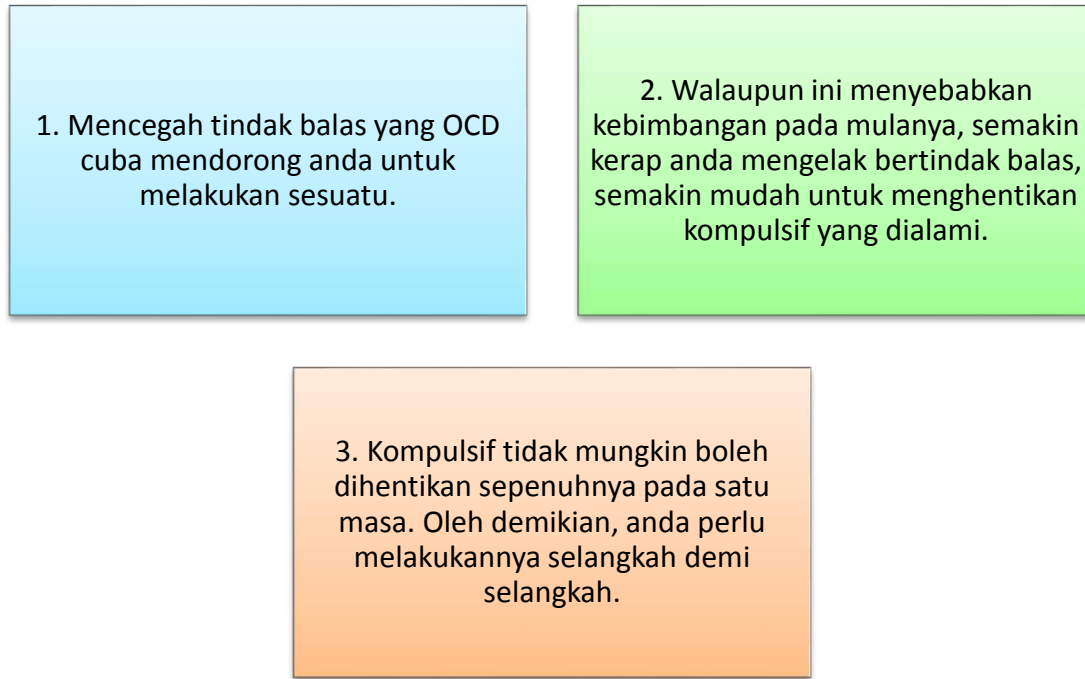 1. Mencegah tindak balas yang OCD
cuba mendorong anda untuk
melakukan sesuatu.
2. Walaupun ini menyebabkan
kebimbangan pada mulanya, semakin
kerap anda mengelak bertindak balas,
semakin mudah untuk menghentikan
kompulsif yang dialami.
3. Kompulsif tidak mungkin boleh
dihentikan sepenuhnya pada satu
masa. Oleh demikian, anda perlu
melakukannya selangkah demi
selangkah.